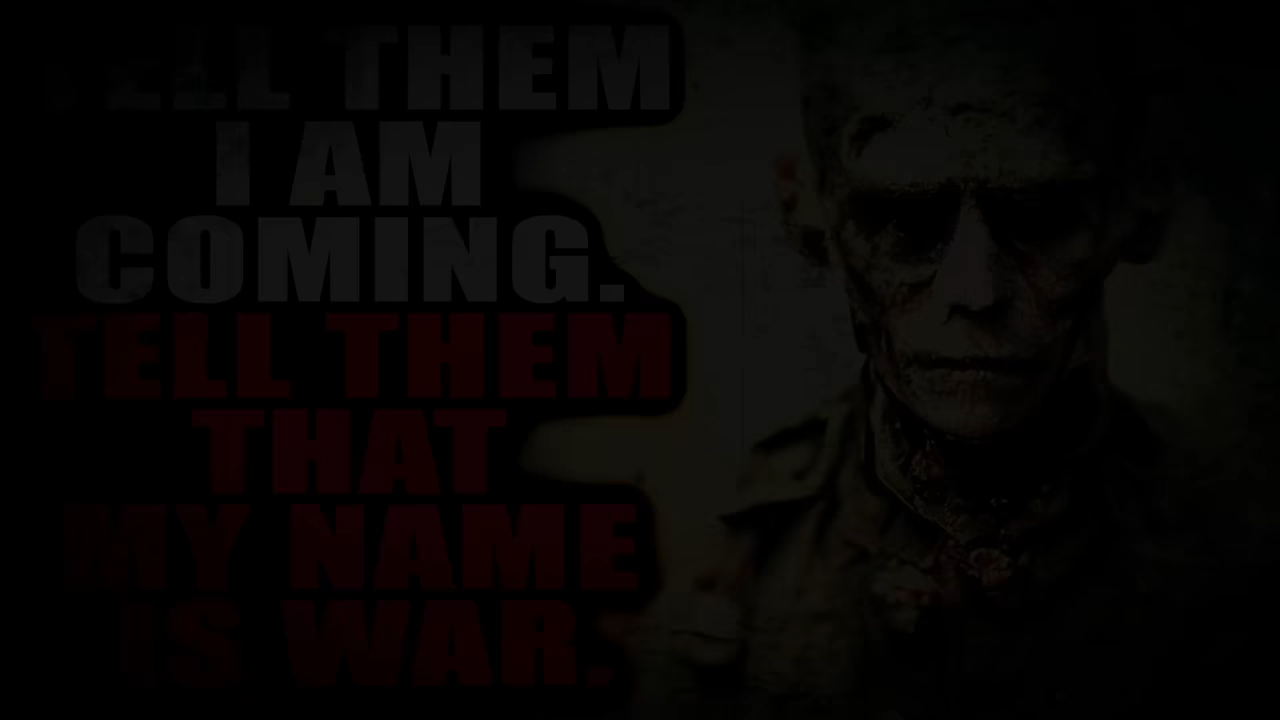 TELL THEM
I AM
COMING.
TELL THEM
THAT
MY NAME
IS WAR.